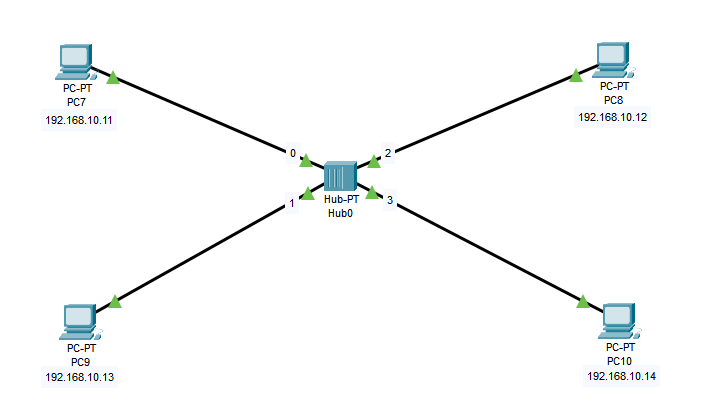 PC-PT
PC7
192.168.10.11
PC-PT
PC8
192.168.10.12
0
2
1
3
Hub-PT
Hub0
PC-PT
PC9
192.168.10.13
PC-PT
PC10
192.168.10.14